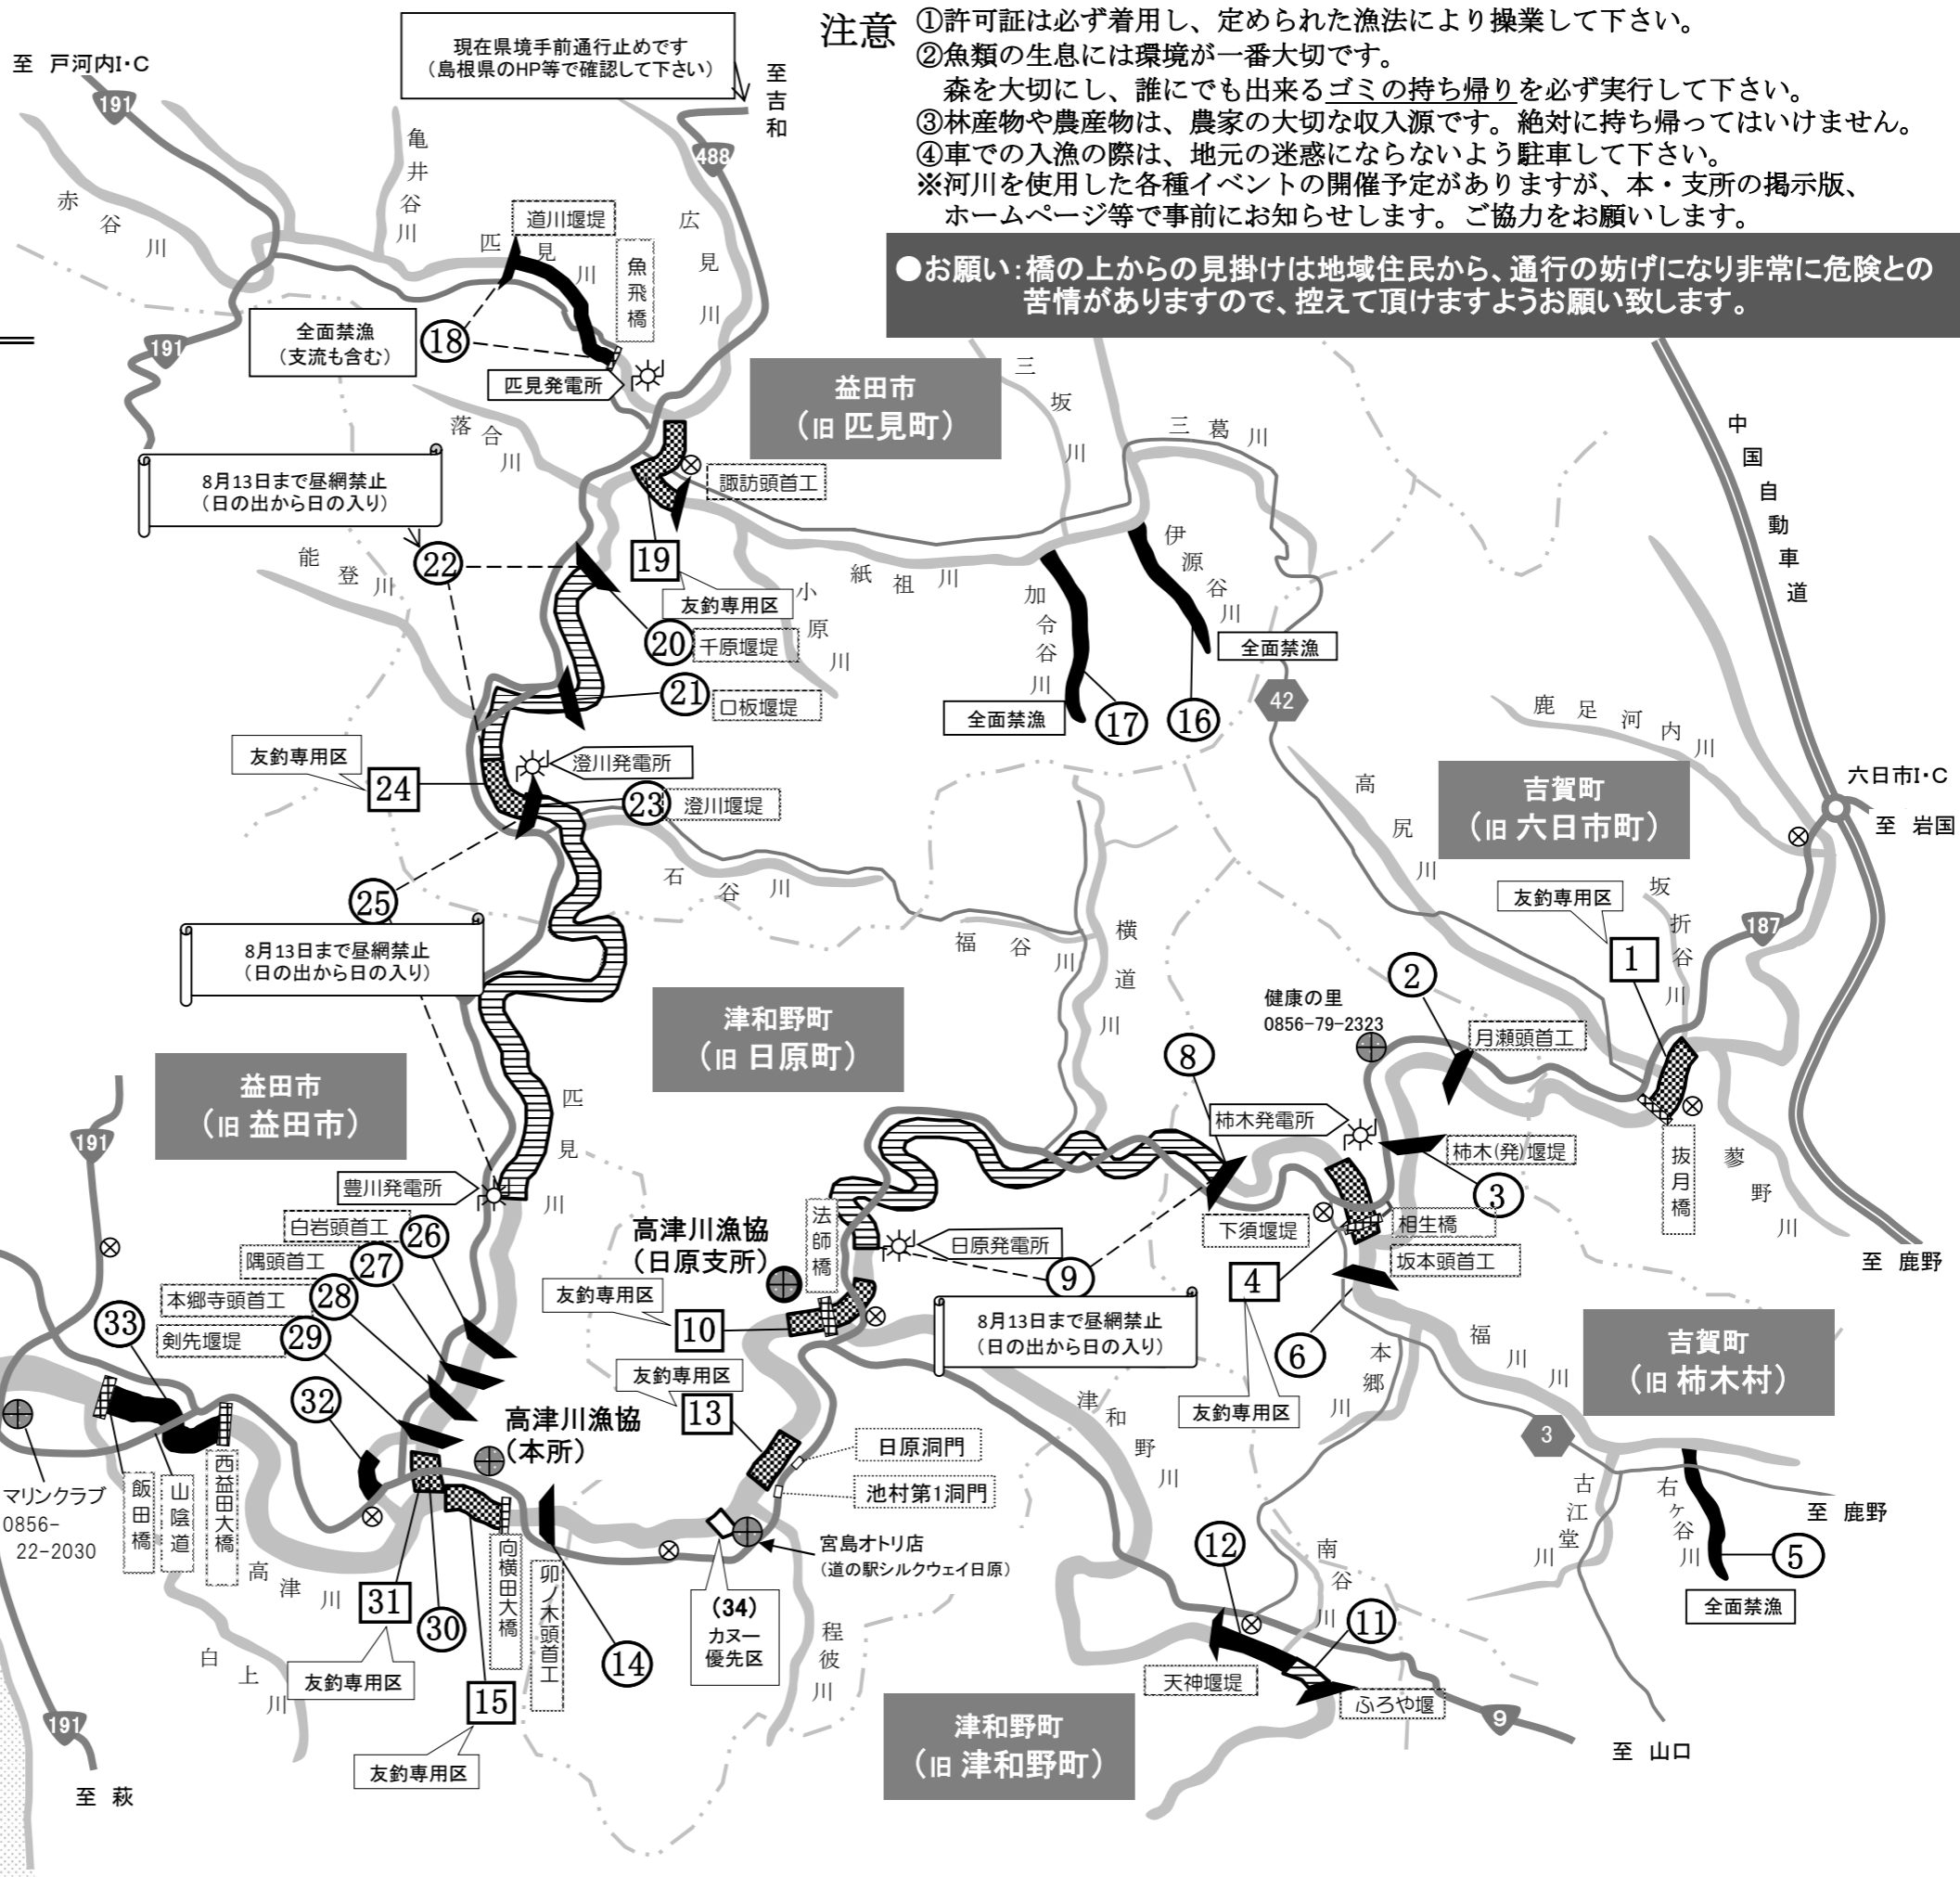 注意
①許可証は必ず着用し、定められた漁法により操業して下さい。
②魚類の生息には環境が一番大切です。
森を大切にし、誰にでも出来るゴミの持ち帰りを必ず実行して下さい。
③林産物や農産物は、農家の大切な収入源です。絶対に持ち帰ってはいけません。
④車での入漁の際は、地元の迷惑にならないよう駐車して下さい。
※河川を使用した各種イベントの開催予定がありますが、本・支所の掲示版、
ホームページ等で事前にお知らせします。ご協力をお願いします。
●お願い：橋の上からの見掛けは地域住民から、通行の妨げになり非常に危険との
苦情がありますので、控えて頂けますようお願い致します。
現在県境手前通行止めです
（島根県のHP等で確認して下さい）
至 戸河内I・C
191
至吉和
488
亀井谷川
赤谷川
道川堰堤
匹見川
魚飛橋
広見川
全面禁漁
（支流も含む）
18
191
匹見発電所
益田市
（旧 匹見町）
三坂川
三葛川
中国自動車道
落合川
8月13日まで昼網禁止
（日の出から日の入り）
諏訪頭首工
22
能登川
19
友釣専用区
小原川
紙祖川
伊源谷川
加令谷川
20
千原堰堤
全面禁漁
21
口板堰堤
全面禁漁
17
16
42
鹿足河内川
友釣専用区
24
澄川発電所
23
澄川堰堤
高尻川
吉賀町
（旧 六日市町）
六日市I・C
至 岩国
石谷川
25
坂折谷川
友釣専用区
1
187
8月13日まで昼網禁止
（日の出から日の入り）
福谷川
横道川
2
健康の里
0856-79-2323
月瀬頭首工
津和野町
（旧 日原町）
8
益田市
（旧 益田市）
匹見川
柿木発電所
柿木(発)堰堤
抜月橋
蓼野川
191
豊川発電所
3
白岩頭首工
26
隅頭首工
27
本郷寺頭首工
28
剣先堰堤
29
高津川漁協
（日原支所）
法師橋
日原発電所
下須堰堤
相生橋
坂本頭首工
至 鹿野
9
4
友釣専用区
10
8月13日まで昼網禁止
（日の出から日の入り）
6
福川川
吉賀町
（旧 柿木村）
33
32
友釣専用区
13
本郷川
友釣専用区
高津川漁協
（本所）
津和野川
3
日原洞門
池村第1洞門
マリンクラブ
0856-
22-2030
飯田橋
山陰道
西益田大橋
高津川
向横田大橋
卯ノ木頭首工
宮島オトリ店
（道の駅シルクウェイ日原）
古江堂川
右ケ谷川
至 鹿野
5
全面禁漁
31
30
友釣専用区
14
(34)
カヌー
優先区
程彼川
12
南谷川
11
白上川
15
友釣専用区
天神堰堤
ふろや堰
191
津和野町
（旧 津和野町）
9
至 山口
至 萩